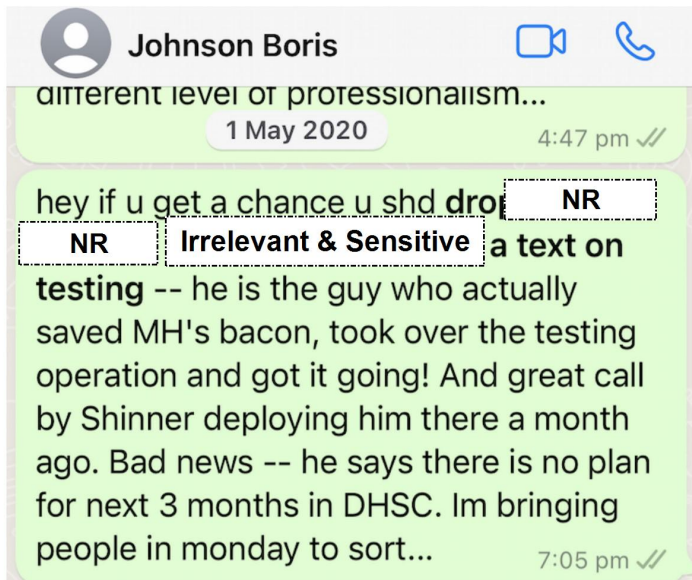 Johnson Boris
different level of professionalism...
1 May 2020
4:47 pm
hey if u get a chance u shd drop NR
NR Irrelevant & Sensitive a text on
testing -- he is the guy who actually
saved MH's bacon, took over the testing
operation and got it going! And great call
by Shinner deploying him there a month
ago. Bad news -- he says there is no plan
for next 3 months in DHSC. Im bringing
people in monday to sort...
7:05 pm